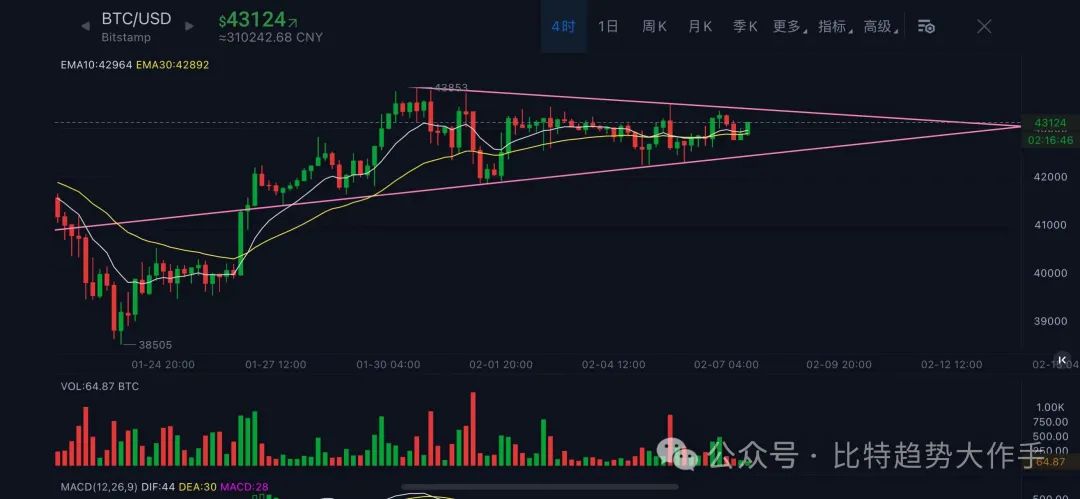 BTC/USD
Bitstamp
$43124
≈310242.68 CNY
4时 1日 周K 月K 季K 更多 指标 高级
EMA10:42964 EMA30:42892
43853
43124
02:16:46
42000
41000
40000
39000
38505
01-24 20:00 01-27 12:00 01-30 04:00 02-01 20:00 02-04 12:00 02-07 04:00 02-09 20:00 02-12 12:00
VOL:64.87 BTC
1.00K
750.00
500.00
250.00
64.87
公众号 · 比特趋势大作手
MACD(12,26,9) DIF:44 DEA:30 MACD:28
500.00